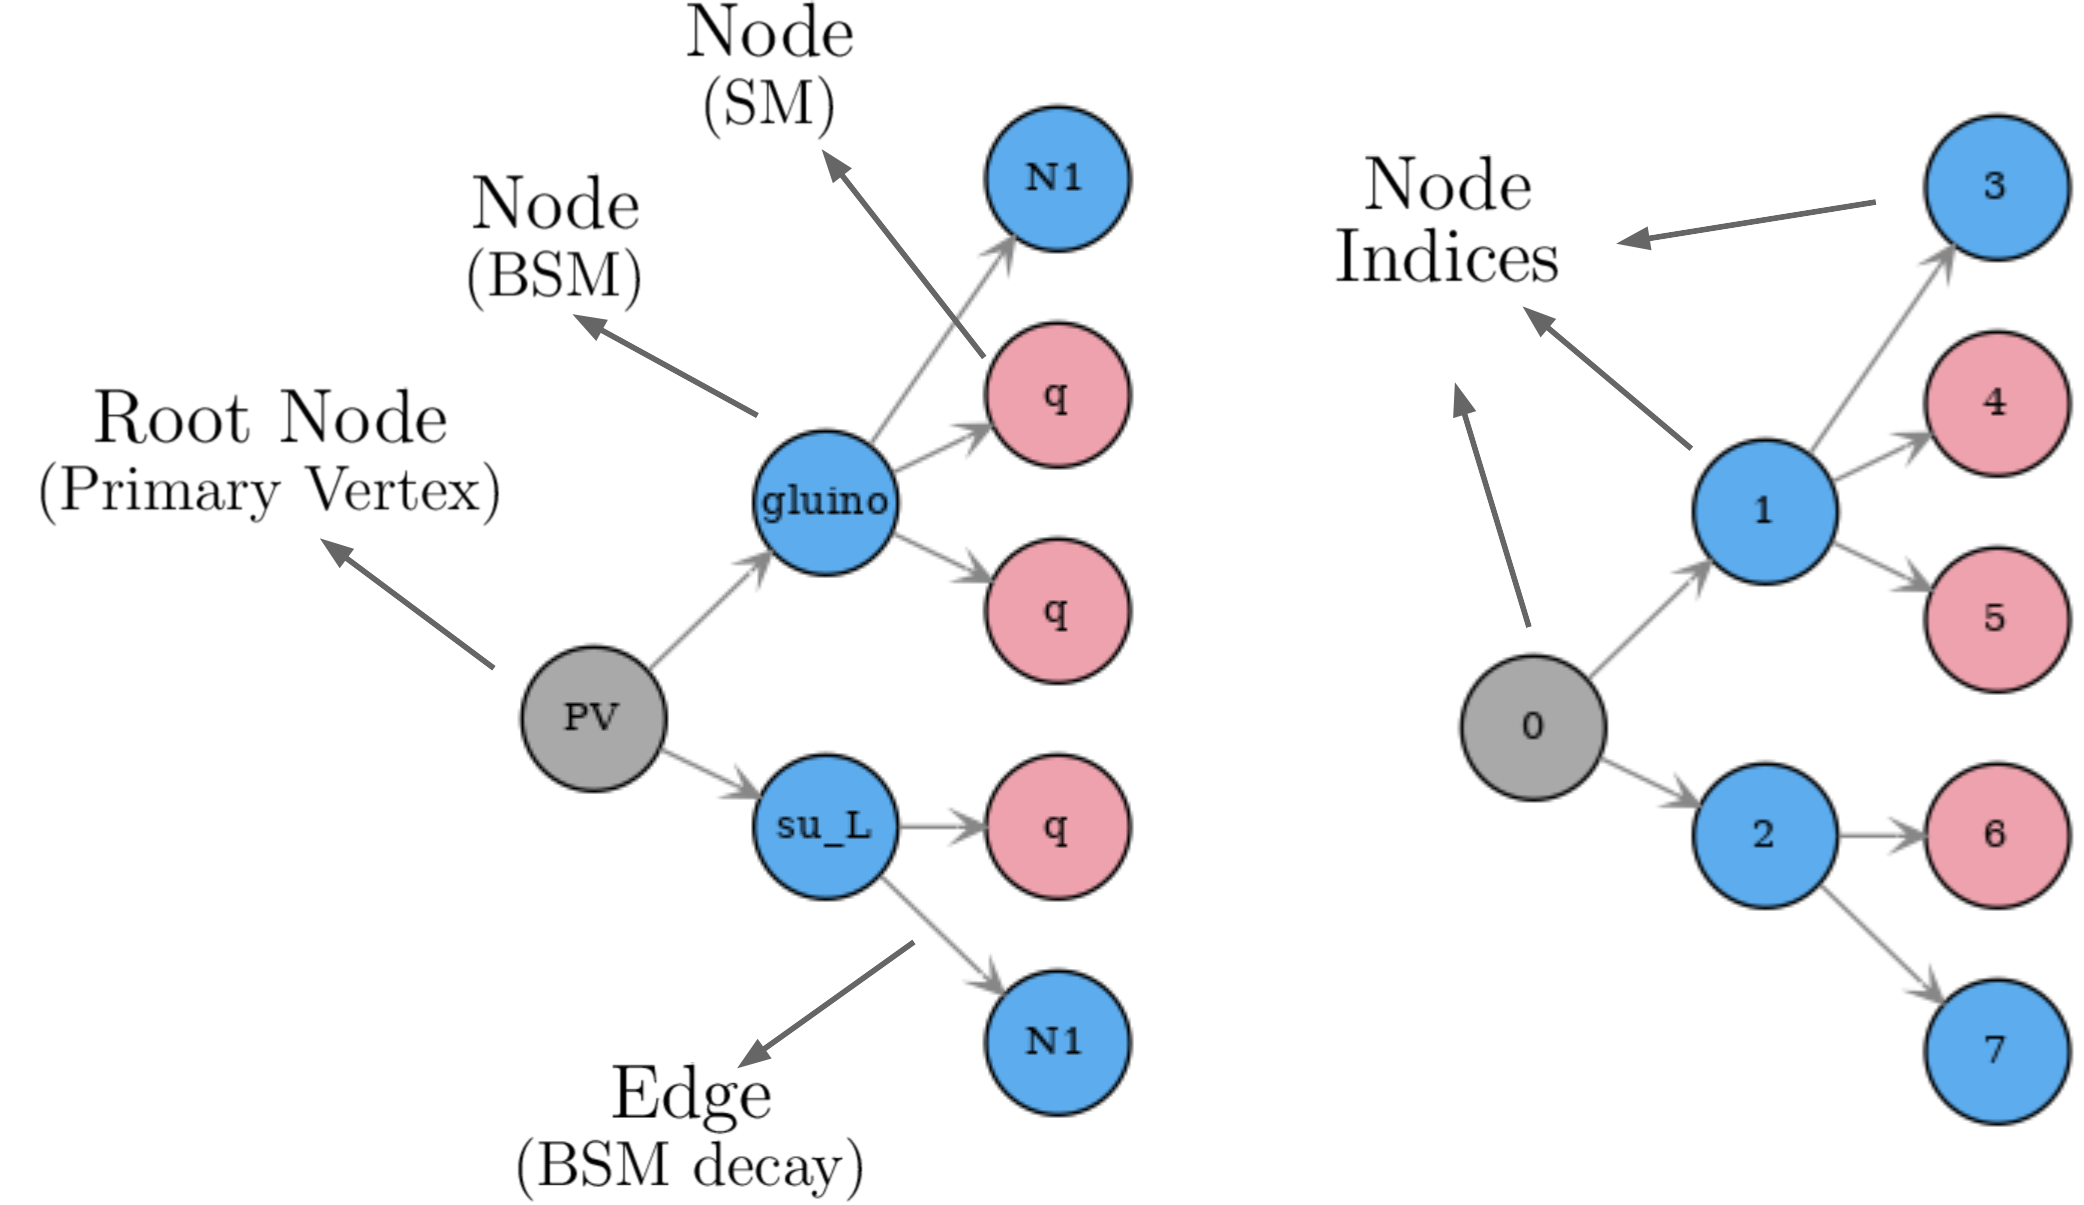 Node
(SM)
Node
(BSM)
Root Node
(Primary Vertex)
PV
gluino
su_L
N1
q
q
q
N1
Edge
(BSM decay)
Node
Indices
0
1
2
3
4
5
6
7